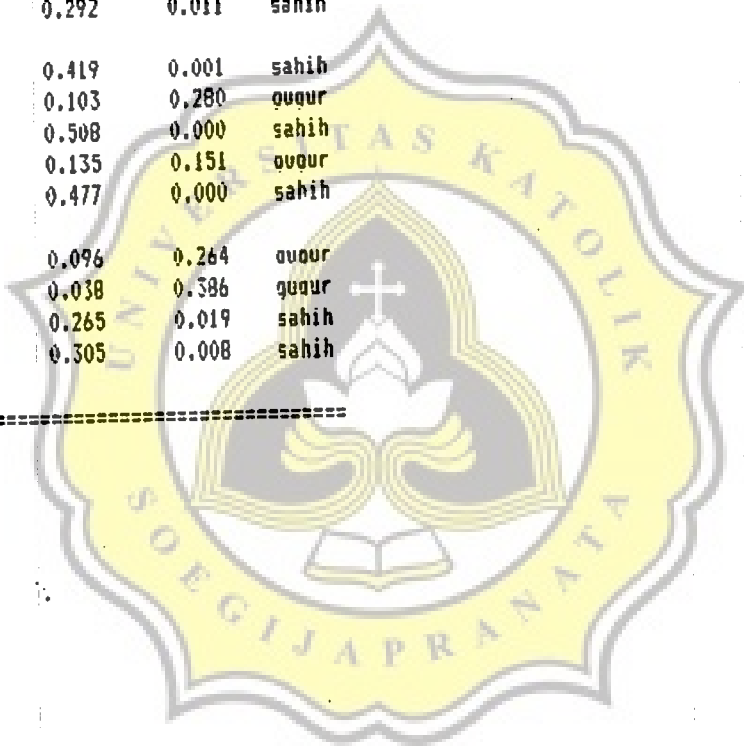 0.292 0.011 sahih
0.419 0.001 sahih
0.103 0.280 gugur
0.508 0.000 sahih
0.135 0.151 gugur
0.477 0.000 sahih
0.096 0.264 gugur
0.038 0.386 gugur
0.265 0.019 sahih
0.305 0.008 sahih
==============================
UNIVERSITAS KATOLIK
SOEGIJAPRANATA